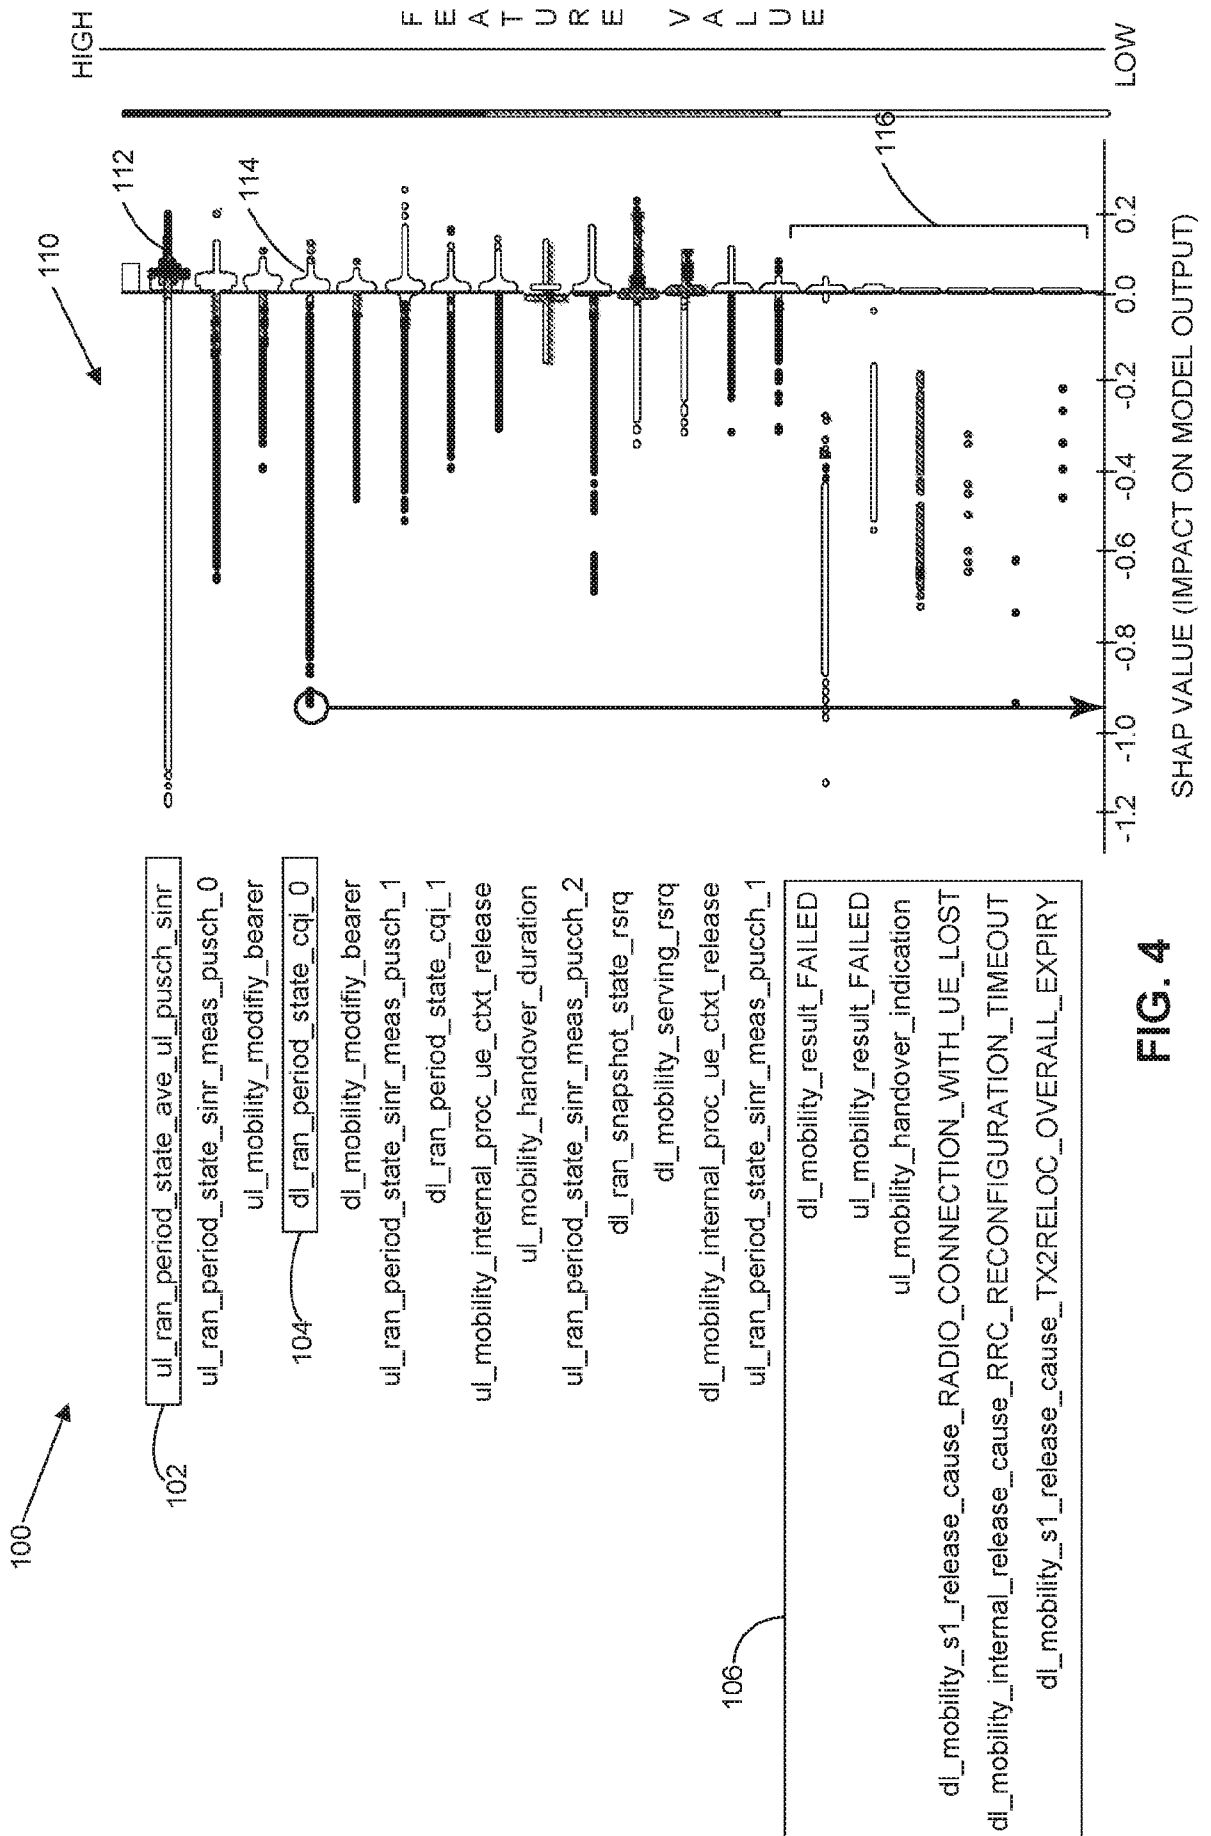 100
102
ul_ran_period_state_ave_ul_pusch_sinr
ul_ran_period_state_sinr_meas_pusch_0
ul_mobility_modifiy_bearer
104
dl_ran_period_state_cqi_0
dl_mobility_modifiy_bearer
ul_ran_period_state_sinr_meas_pusch_1
dl_ran_period_state_cqi_1
ul_mobility_internal_proc_ue_ctxt_release
ul_mobility_handover_duration
ul_ran_period_state_sinr_meas_pucch_2
dl_ran_snapshot_state_rsrq
dl_mobility_serving_rsrq
dl_mobility_internal_proc_ue_ctxt_release
ul_ran_period_state_sinr_meas_pucch_1
106
dl_mobility_result_FAILED
ul_mobility_result_FAILED
ul_mobility_handover_indication
dl_mobility_s1_release_cause_RADIO_CONNECTION_WITH_UE_LOST
dl_mobility_internal_release_cause_RRC_RECONFIGURATION_TIMEOUT
dl_mobility_s1_release_cause_TX2RELOC_OVERALL_EXPIRY
110
112
114
116
-1.2 -1.0 -0.8 -0.6 -0.4 -0.2 0.0 0.2
SHAP VALUE (IMPACT ON MODEL OUTPUT)
HIGH
FEATURE VALUE
LOW
FIG. 4